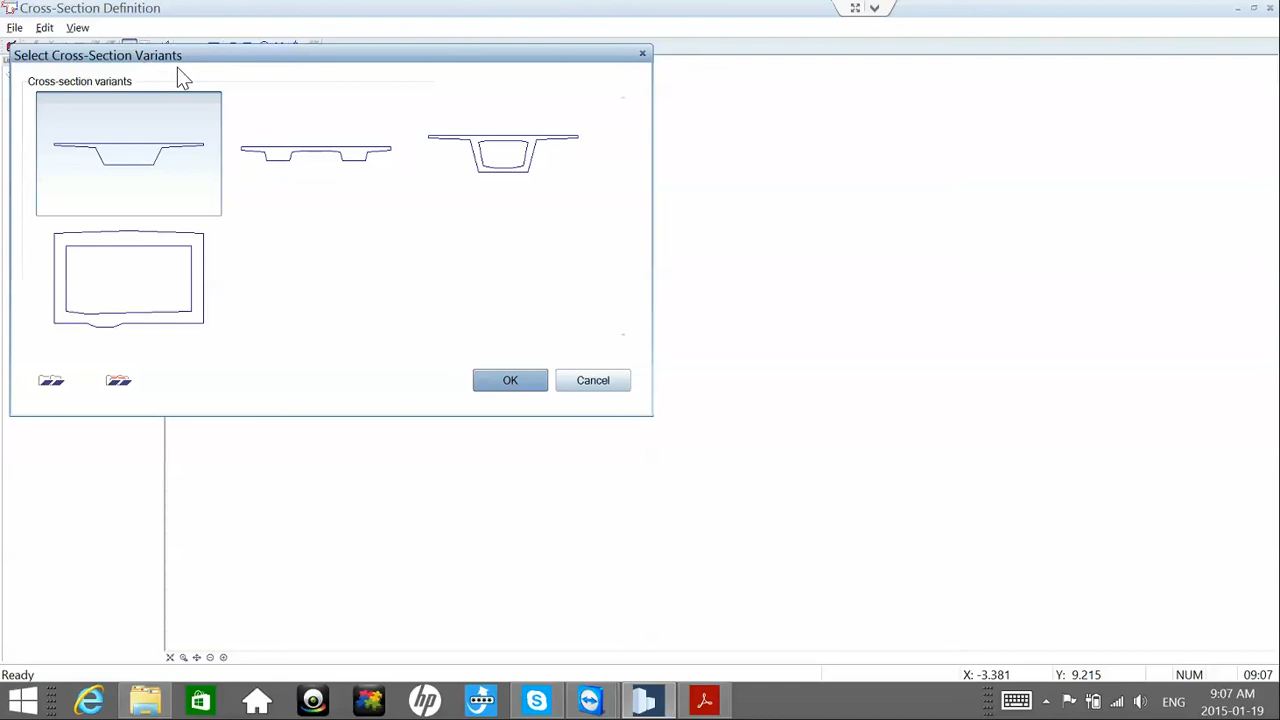 Cross-Section Definition
File Edit View
Select Cross-Section Variants
Cross-section variants
OK Cancel
Ready X: -3.381 Y: 9.215 NUM 09:07
hp ENG 9:07 AM
2015-01-19